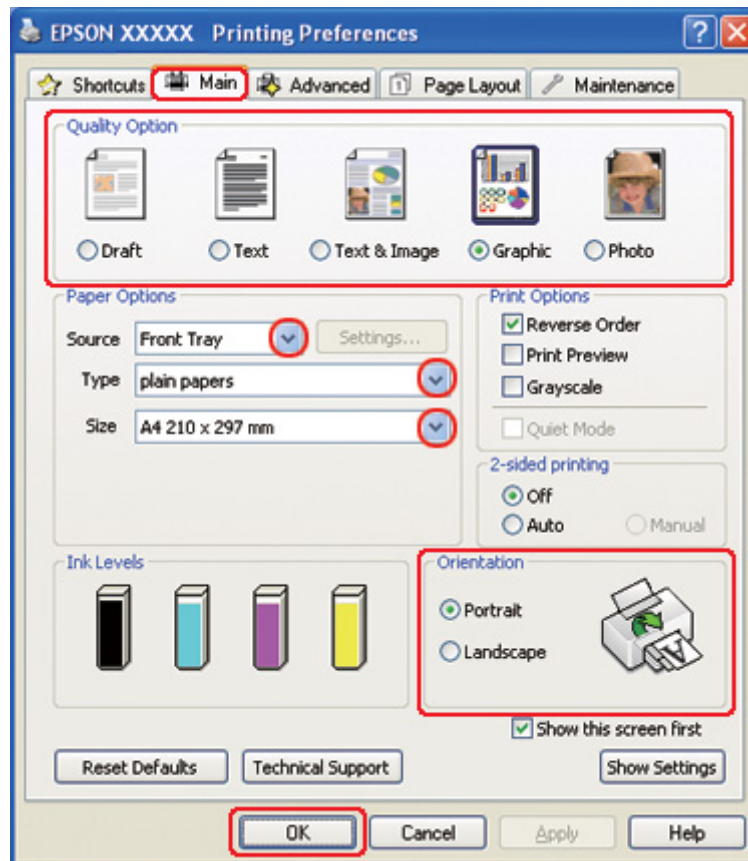 EPSON XXXXX Printing Preferences
Shortcuts Main Advanced 1 Page Layout Maintenance
Quality Option
Draft Text Text & Image Graphic Photo
Paper Options
Source Front Tray Settings...
Type plain papers
Size A4 210 x 297 mm
Print Options
Reverse Order
Print Preview
Grayscale
Quiet Mode
2-sided printing
Off
Auto Manual
Ink Levels
Orientation
Portrait
Landscape
A
Show this screen first
Reset Defaults Technical Support Show Settings
OK Cancel Apply Help